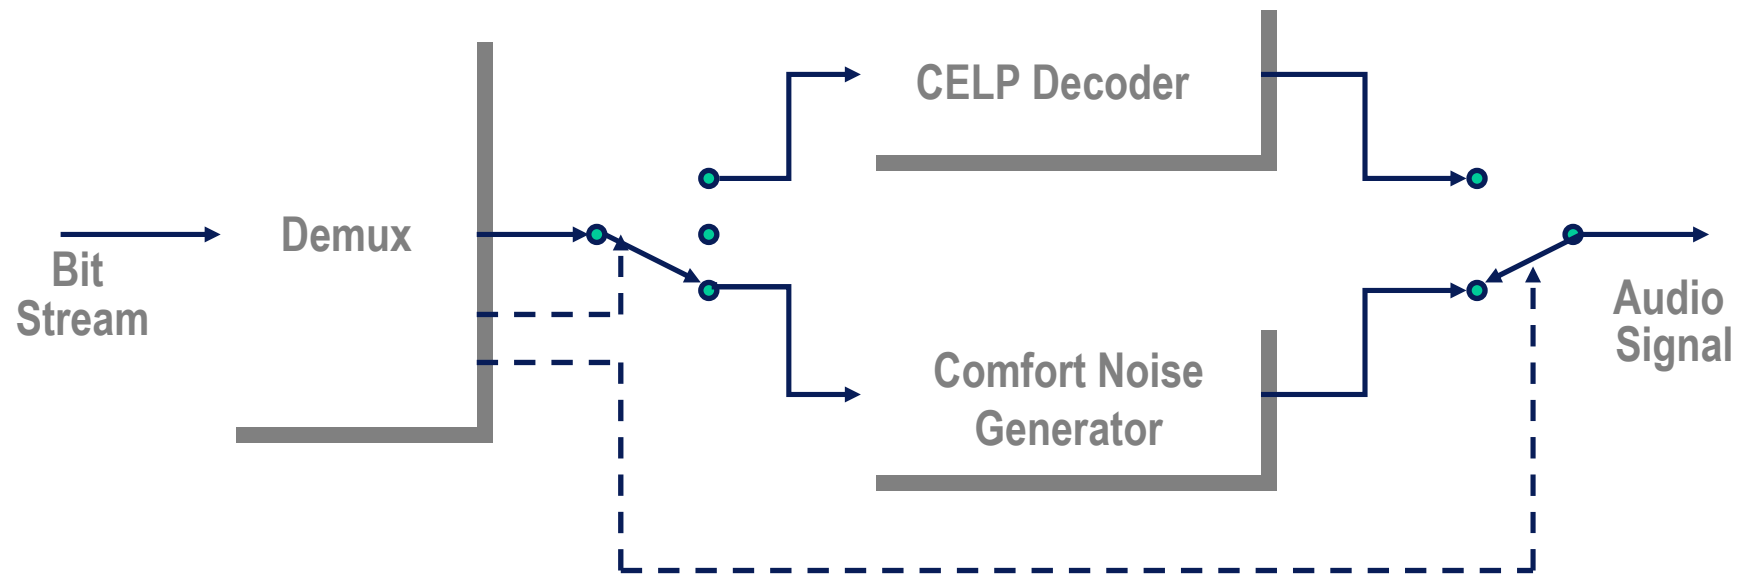 CELP Decoder
Demux
Bit
Stream
Audio
Signal
Comfort Noise
Generator